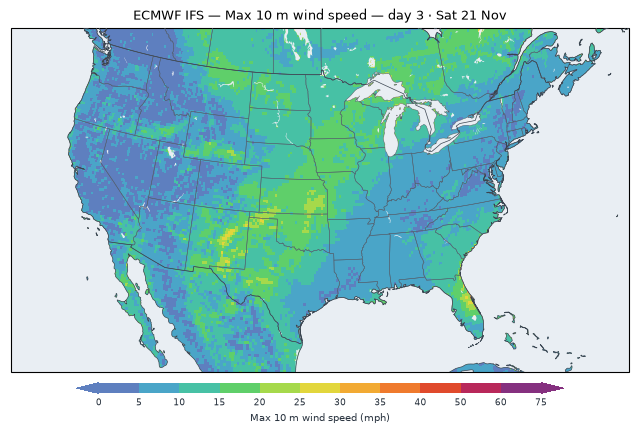 ECMWF IFS — Max 10 m wind speed — day 3 · Sat 21 Nov
0 5 10 15 20 25 30 35 40 50 60 75
Max 10 m wind speed (mph)